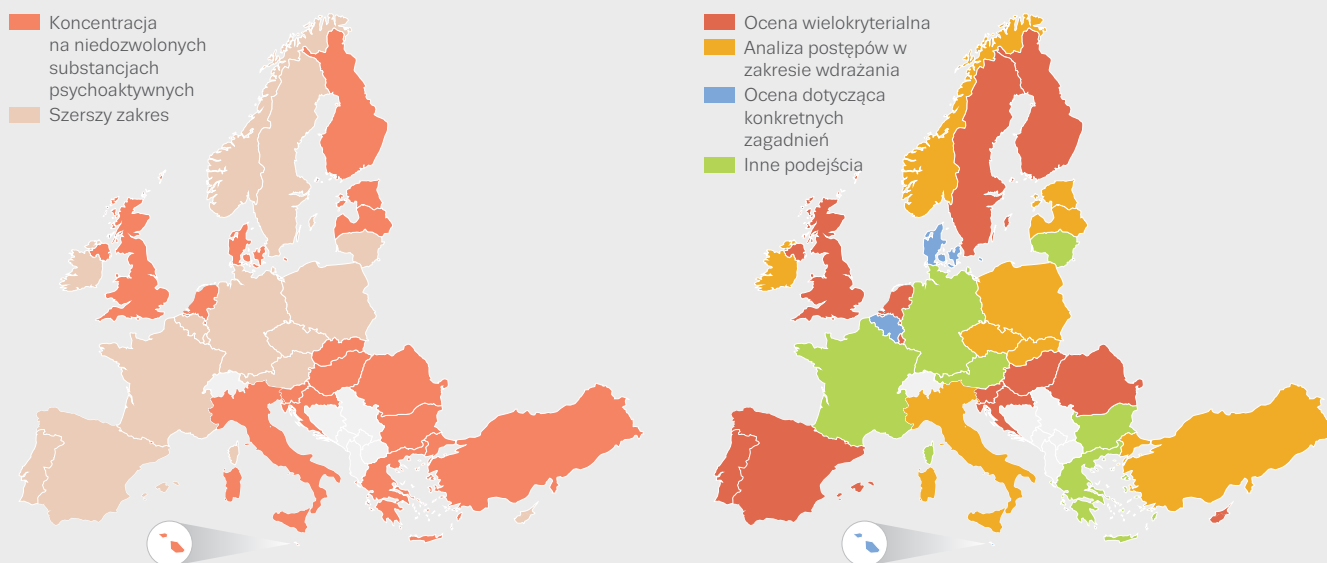 Koncentracja
na niedozwolonych
substancjach
psychoaktywnych
Szerszy zakres
Ocena wielokryterialna
Analiza postępów w
zakresie wdrażania
Ocena dotycząca
konkretnych
zagadnień
Inne podejścia